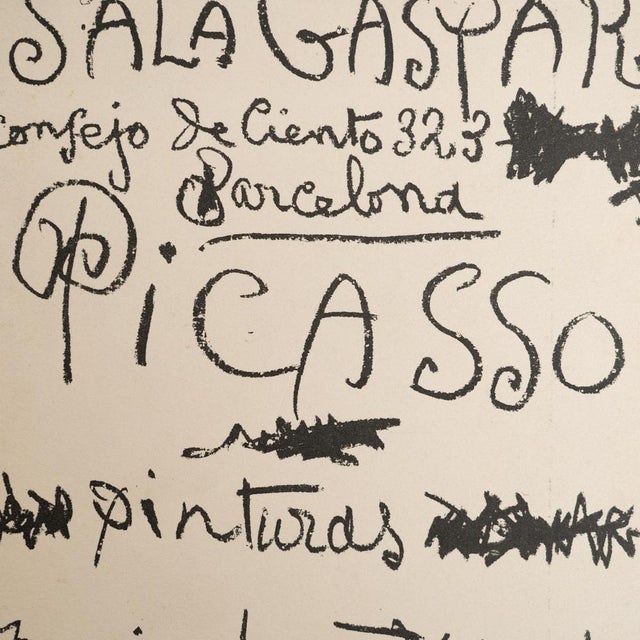 SALA GASPAR
consejo de Ciento 323
Barcelona
PiCASSO
pinturas